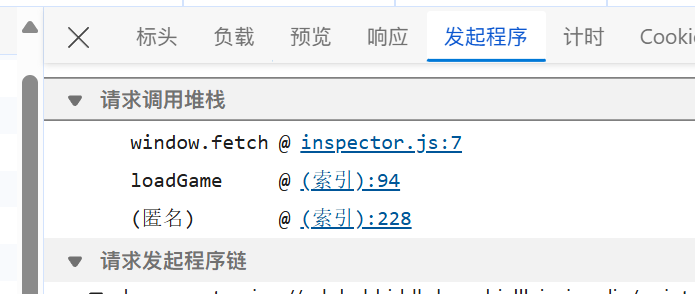 标头 负载 预览 响应 发起程序 计时 Cooki
请求调用堆栈
window.fetch @ inspector.js:7
loadGame @ (索引):94
(匿名) @ (索引):228
请求发起程序链